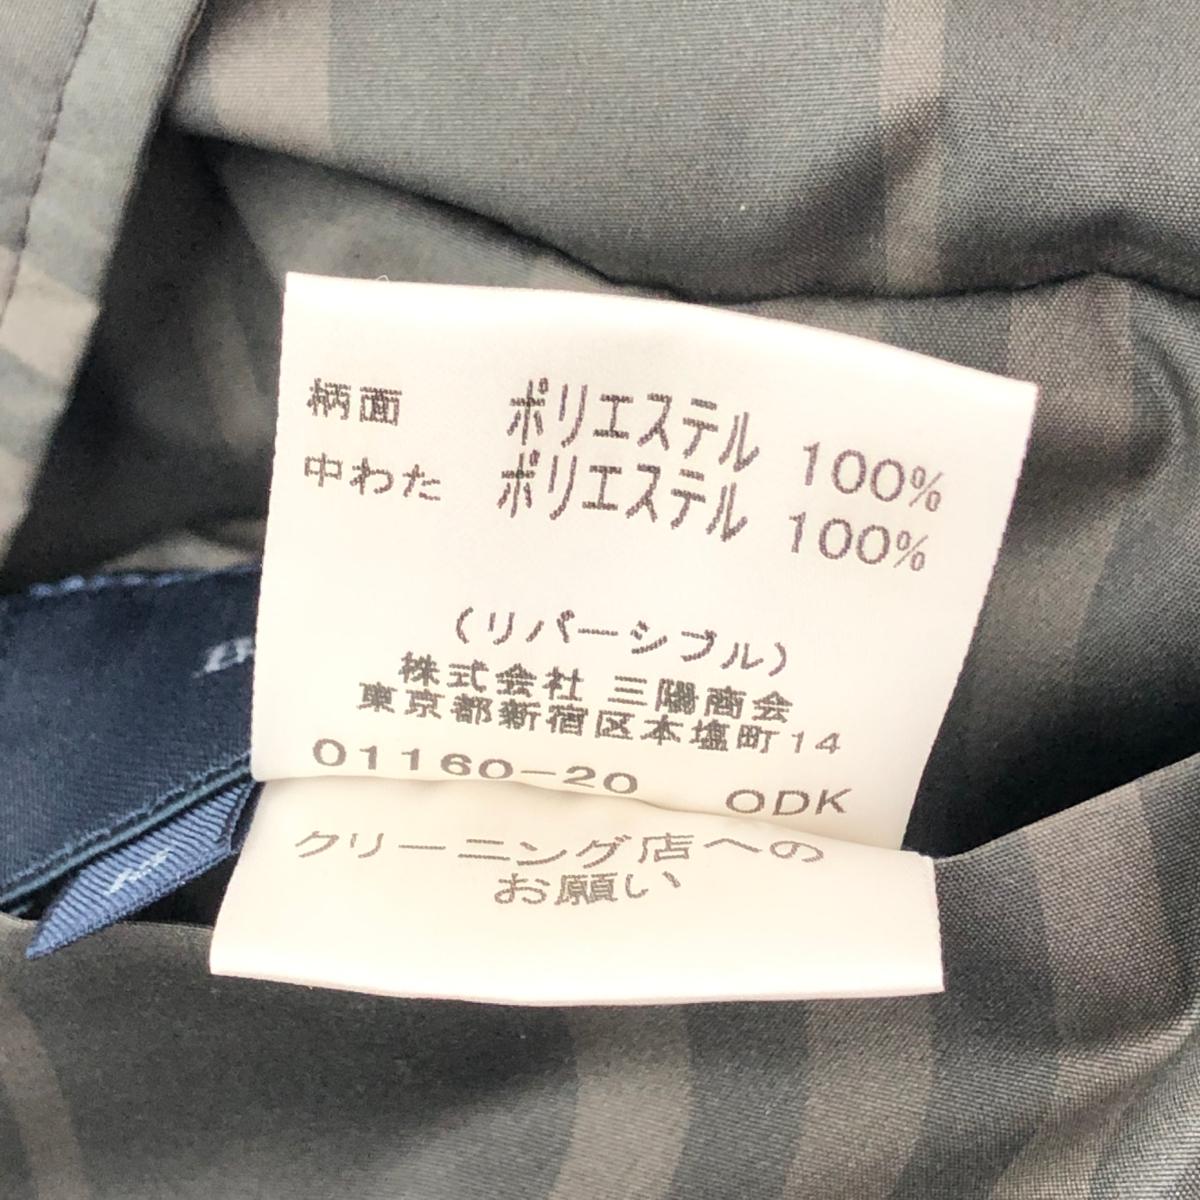 柄面 ポリエステル 100%
中わた ポリエステル 100%
(リバーシブル)
株式会社 三陽商会
東京都新宿区本塩町14
01160-20 ODK
クリーニング店への
お願い